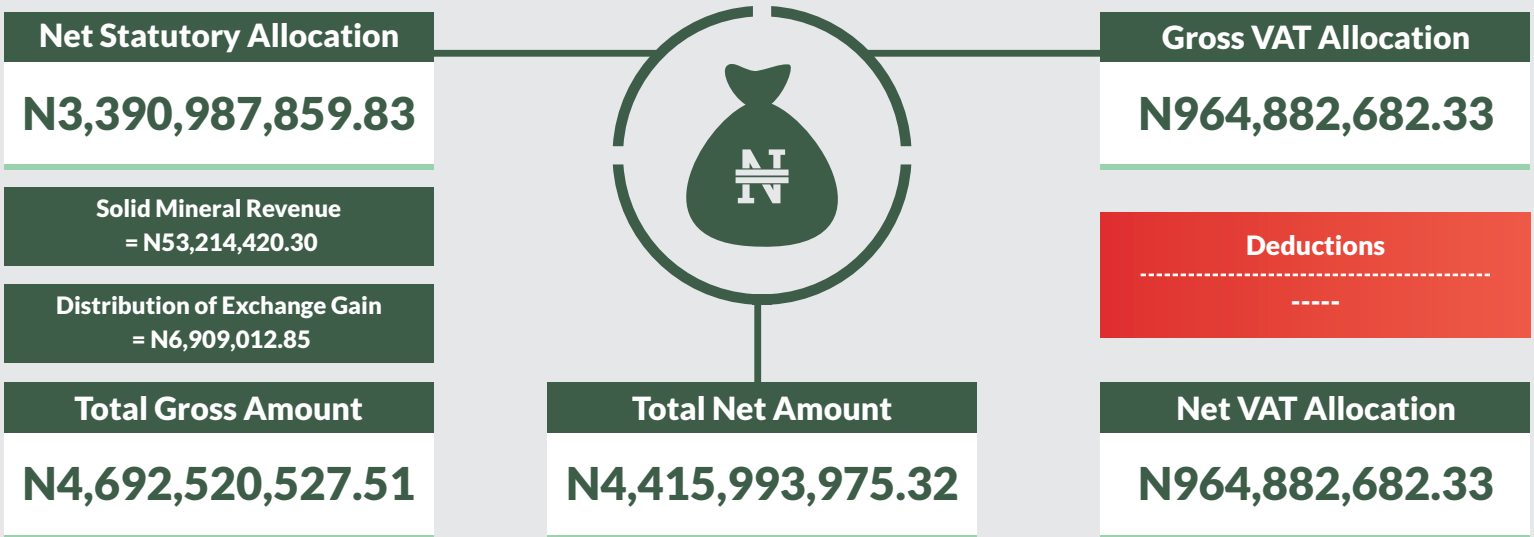 Net Statutory Allocation
N3,390,987,859.83
Solid Mineral Revenue
= N53,214,420.30
Distribution of Exchange Gain
= N6,909,012.85
Total Gross Amount
N4,692,520,527.51
N
Total Net Amount
N4,415,993,975.32
Gross VAT Allocation
N964,882,682.33
Deductions
-----
Net VAT Allocation
N964,882,682.33